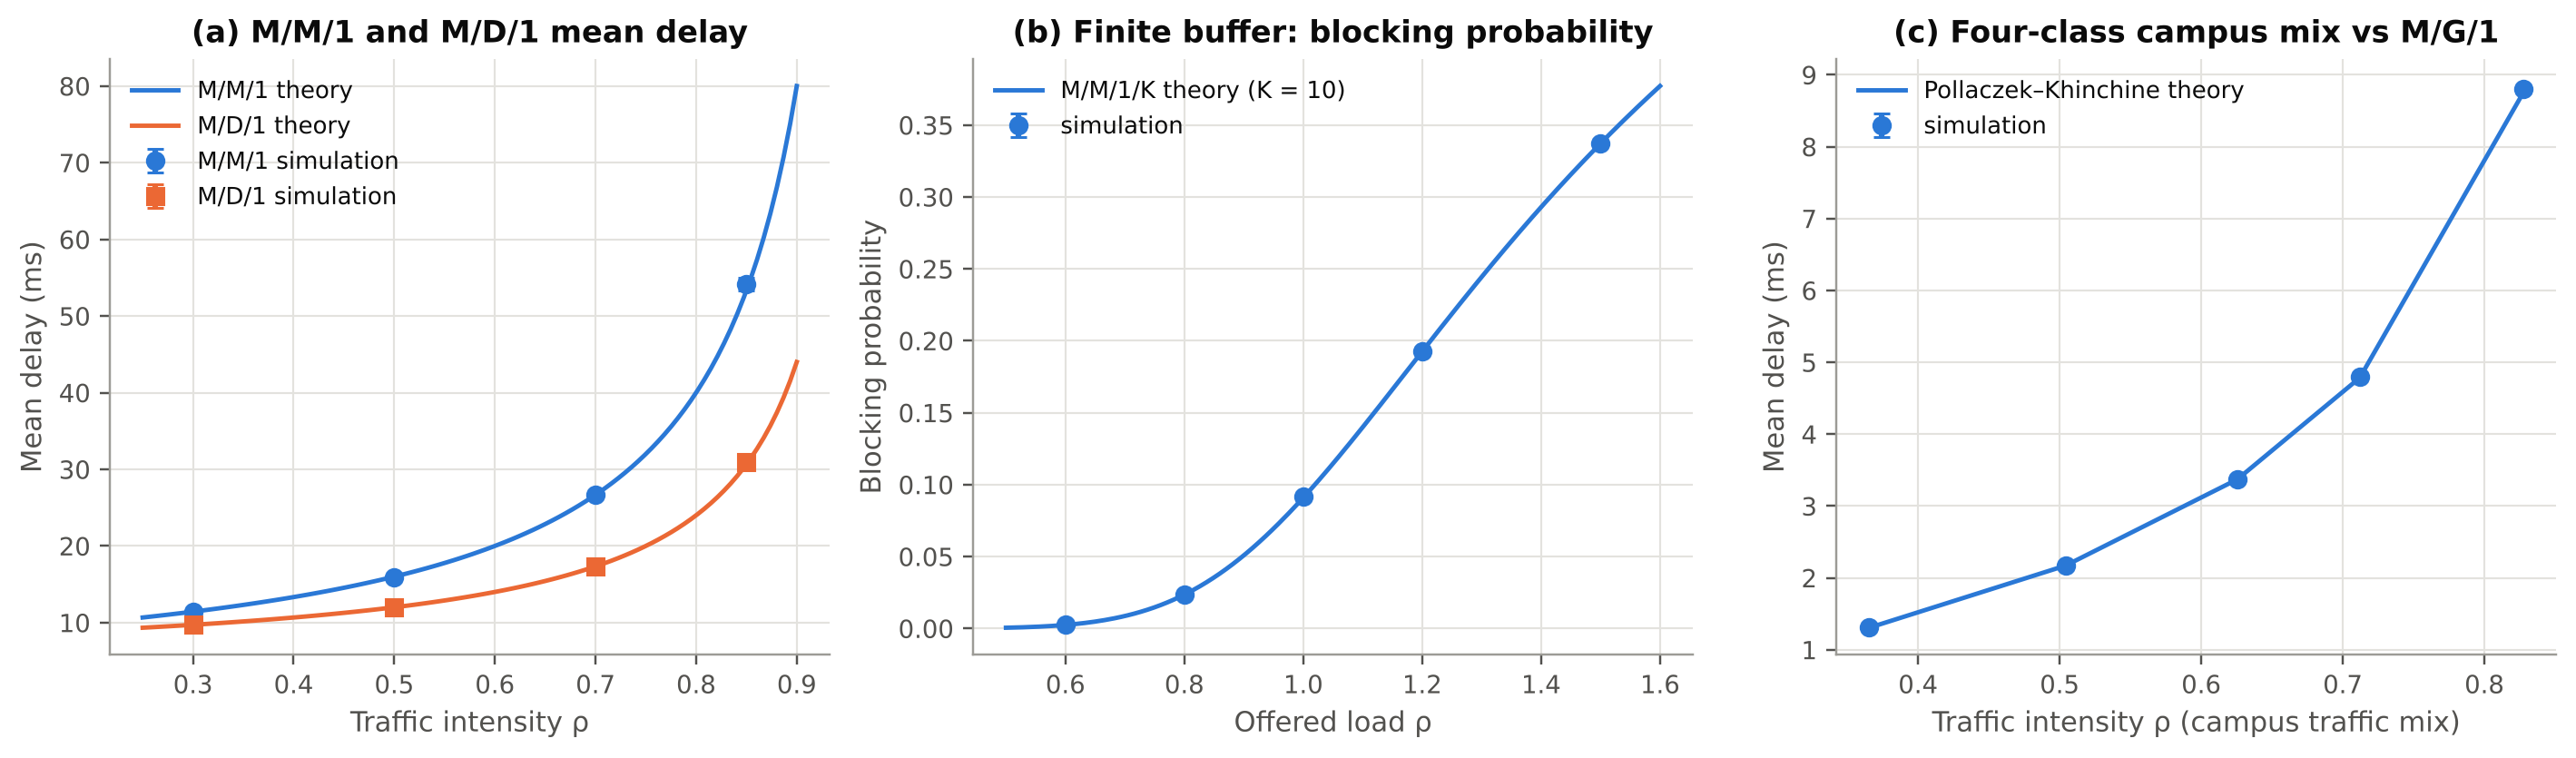 (a) M/M/1 and M/D/1 mean delay
M/M/1 theory
M/D/1 theory
M/M/1 simulation
M/D/1 simulation
Mean delay (ms)
80
70
60
50
40
30
20
10
0.3 0.4 0.5 0.6 0.7 0.8 0.9
Traffic intensity ρ
(b) Finite buffer: blocking probability
M/M/1/K theory (K = 10)
simulation
Blocking probability
0.35
0.30
0.25
0.20
0.15
0.10
0.05
0.00
0.6 0.8 1.0 1.2 1.4 1.6
Offered load ρ
(c) Four-class campus mix vs M/G/1
Pollaczek–Khinchine theory
simulation
Mean delay (ms)
9
8
7
6
5
4
3
2
1
0.4 0.5 0.6 0.7 0.8
Traffic intensity ρ (campus traffic mix)